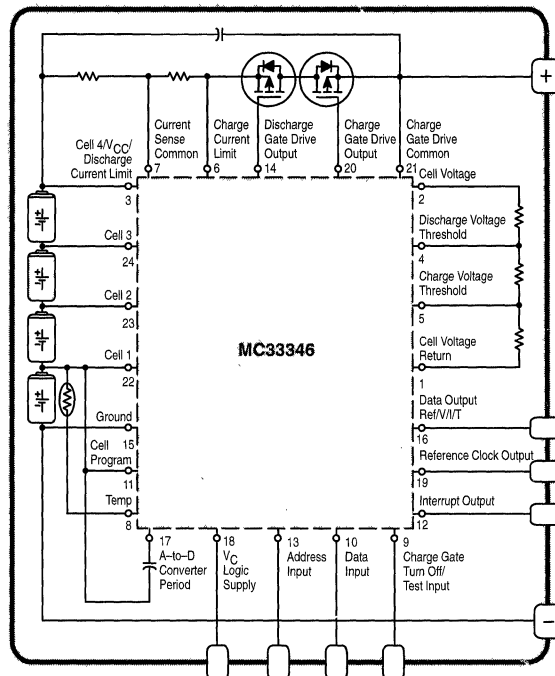 +
Cell 4/VCC/
Discharge
Current Limit
3
Current
Sense
Common
7
Charge
Current
Limit
6
Discharge
Gate Drive
Output
14
Charge
Gate Drive
Output
20
Charge
Gate Drive
Common
21
Cell Voltage
2
Discharge Voltage
Threshold
4
Charge Voltage
Threshold
5
Cell Voltage
Return
1
Cell 3
24
Cell 2
23
Cell 1
22
MC33346
Ground
15
Cell
Program
11
Temp
8
Data Output
Ref/V/I/T
16
Reference Clock Output
19
Interrupt Output
12
17
A–to–D
Converter
Period
18
VC
Logic
Supply
13
Address
Input
10
Data
Input
9
Charge Gate
Turn Off/
Test Input
–